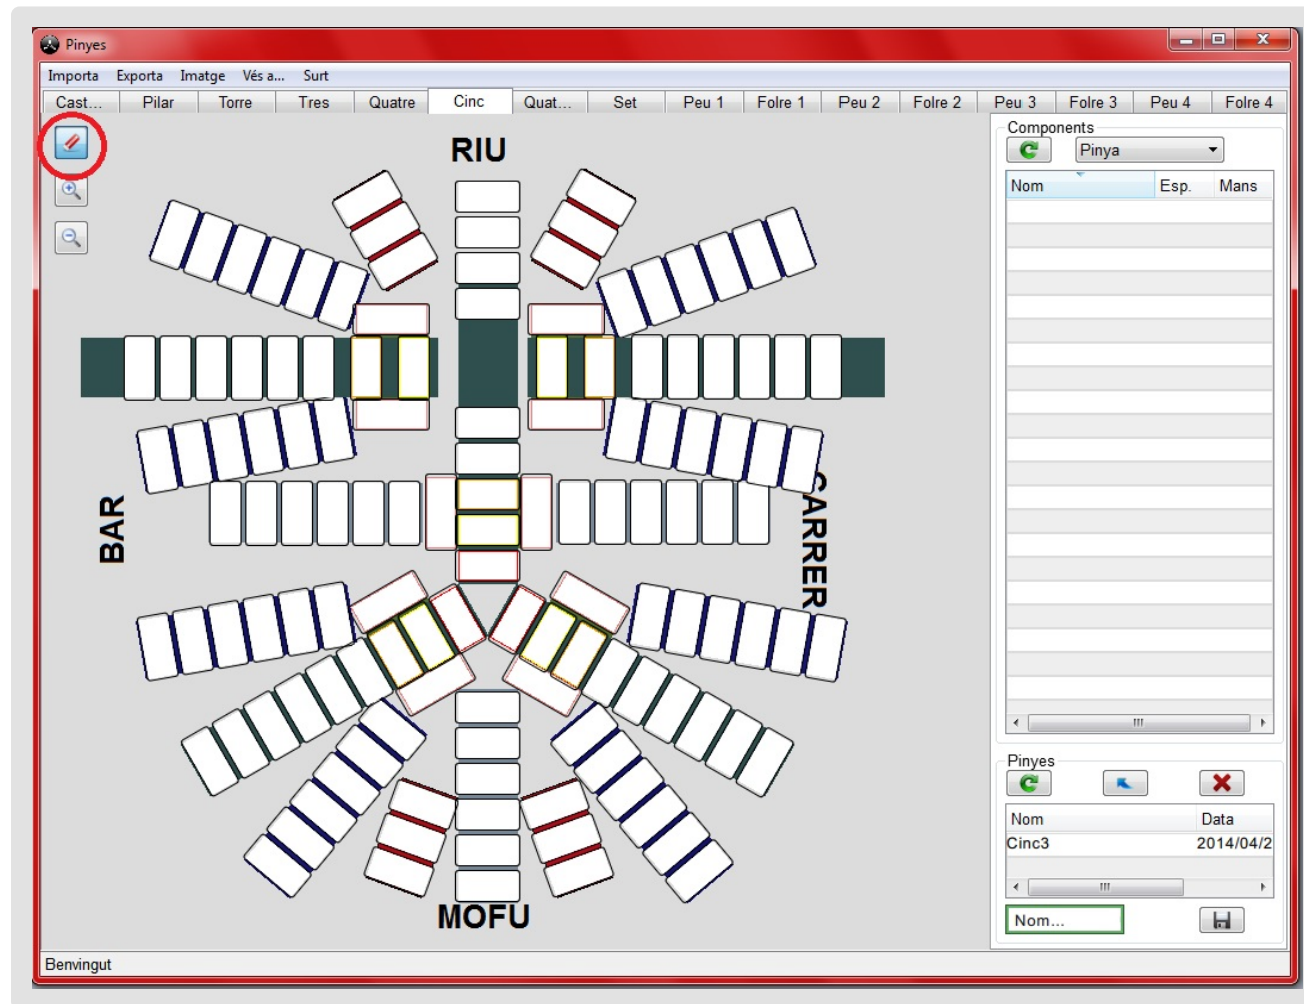 Pinyes
Importa Exporta Imatge Vés a... Surt
Cast... Pilar Torre Tres Quatre Cinc Quat... Set Peu 1 Folre 1 Peu 2 Folre 2 Peu 3 Folre 3 Peu 4 Folre 4
RIU
BAR
CARRER
MOFU
Components
Pinya
Nom Esp. Mans
Pinyes
Nom Data
Cinc3 2014/04/2
Nom...
Benvingut